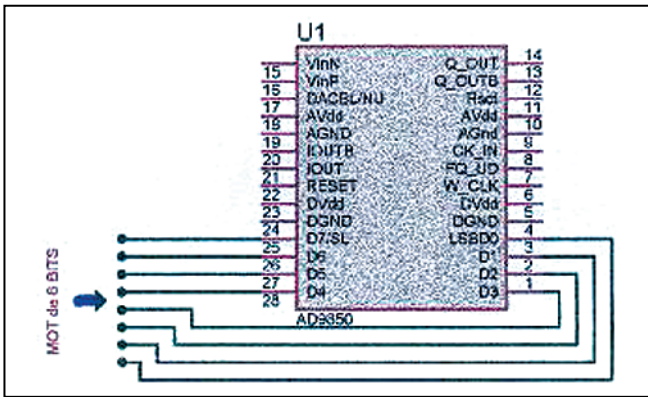 U1
VinN
VinP
DACBL/NU
AVdd
AGND
IOUTB
IOUT
RESET
DVdd
DGND
D7/SL
D6
D5
D4
15
16
17
18
19
20
21
22
23
24
25
26
27
28
Q_OUT
Q_OUTB
Rset
AVdd
AGnd
CK_IN
FQ_UD
W_CLK
DVdd
DGND
LSBD0
D1
D2
D3
14
13
12
11
10
9
8
7
6
5
4
3
2
1
AD9850
MOT de 8 BITS